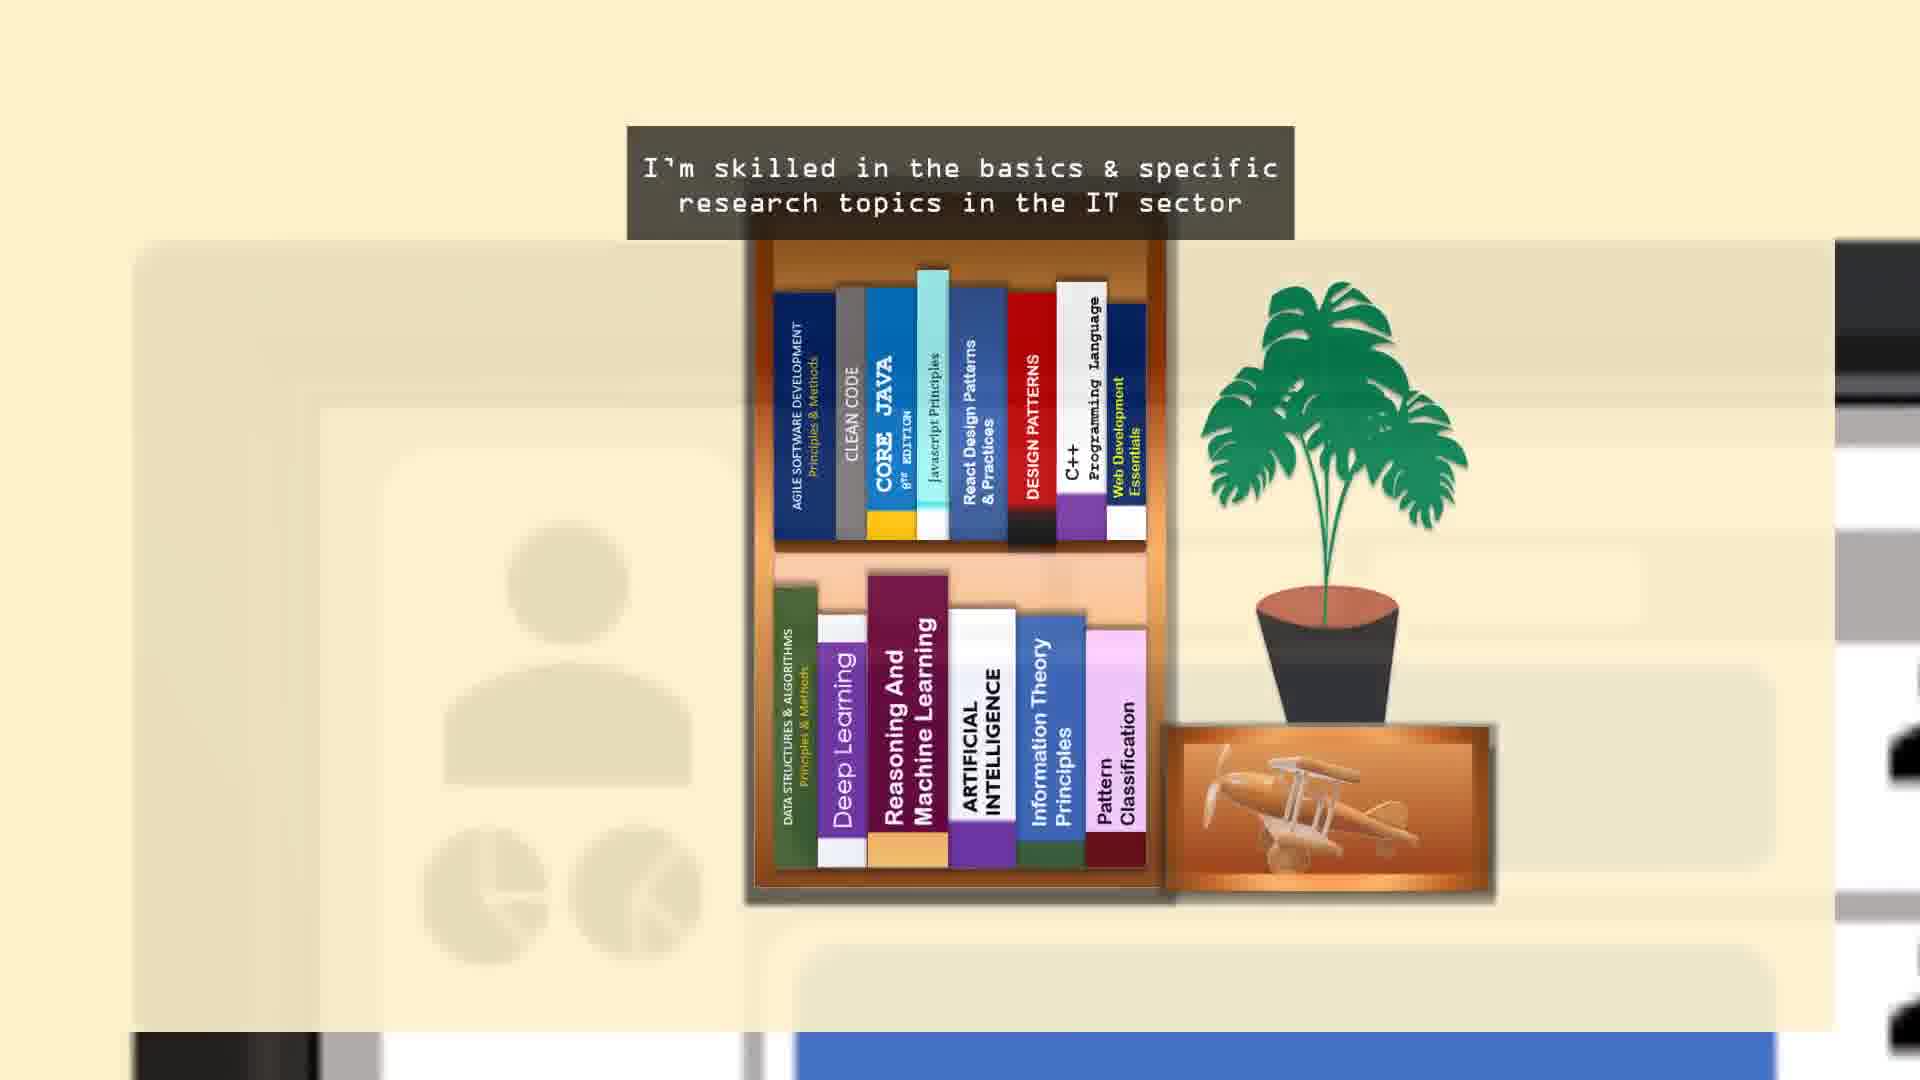 I'm skilled in the basics & specific
research topics in the IT sector
AGILE SOFTWARE DEVELOPMENT
Principles & Methods
CLEAN CODE
CORE JAVA
8TH EDITION
Javascript Principles
React Design Patterns
& Practices
DESIGN PATTERNS
C++
Programming Language
Web Development
Essentials
DATA STRUCTURES & ALGORITHMS
Principles & Methods
Deep Learning
Reasoning And
Machine Learning
ARTIFICIAL
INTELLIGENCE
Information Theory
Principles
Pattern
Classification